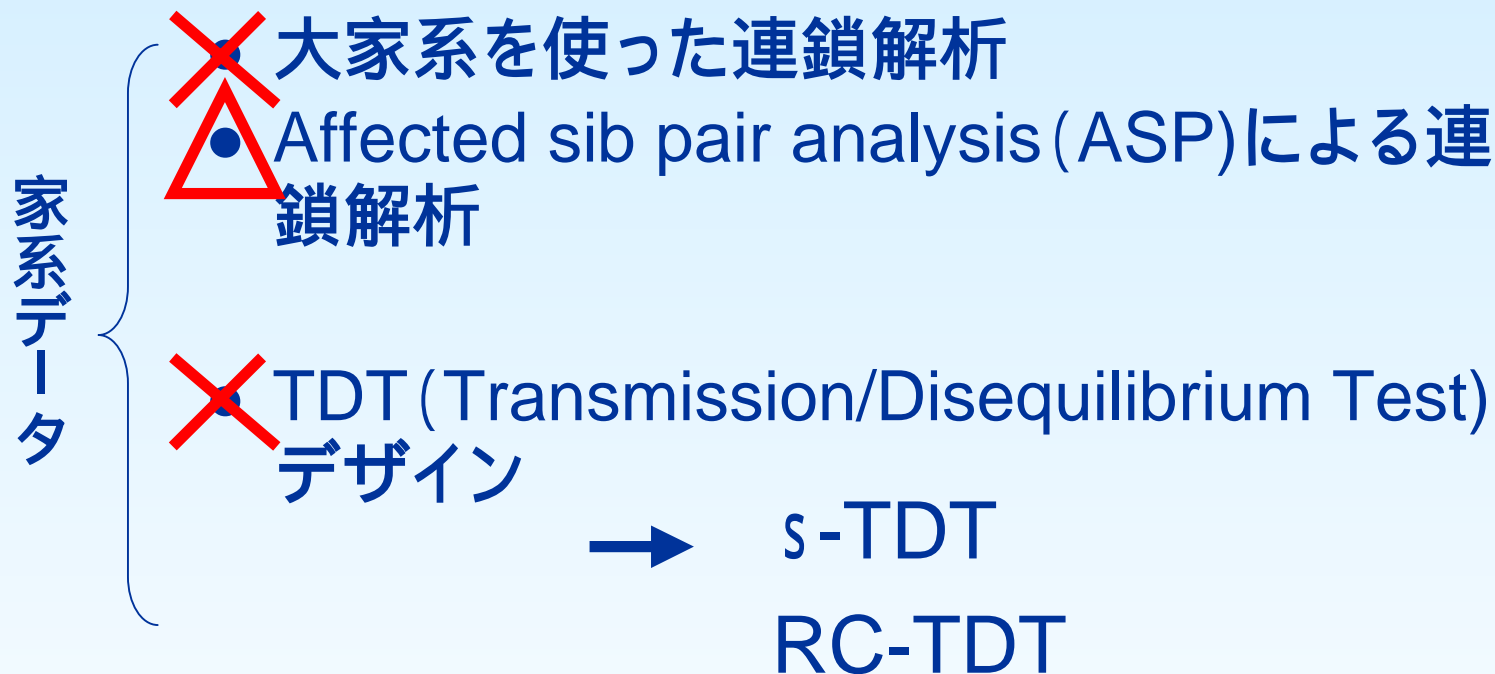 家系データ
大家系を使った連鎖解析
Affected sib pair analysis(ASP)による連
鎖解析
TDT(Transmission/Disequilibrium Test)
デザイン
s-TDT
RC-TDT